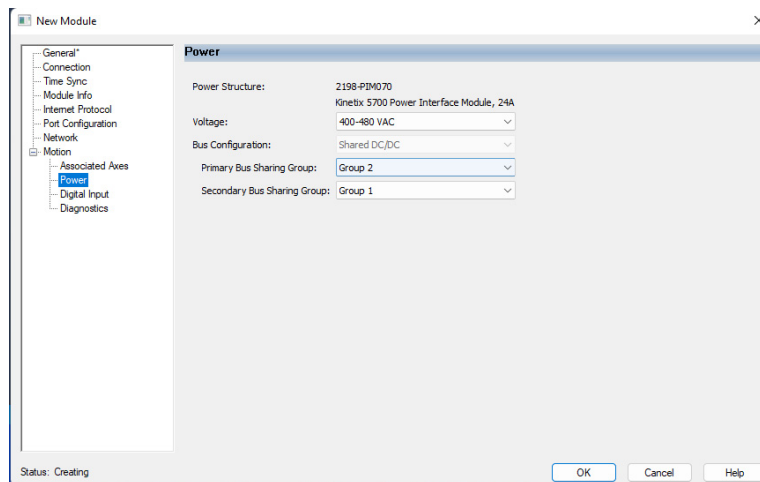 New Module
General*
Connection
Time Sync
Module Info
Internet Protocol
Port Configuration
Network
Motion
Associated Axes
Power
Digital Input
Diagnostics
Power
Power Structure: 2198-PIM070
Kinetix 5700 Power Interface Module, 24A
Voltage: 400-480 VAC
Bus Configuration: Shared DC/DC
Primary Bus Sharing Group: Group 2
Secondary Bus Sharing Group: Group 1
Status: Creating
OK Cancel Help